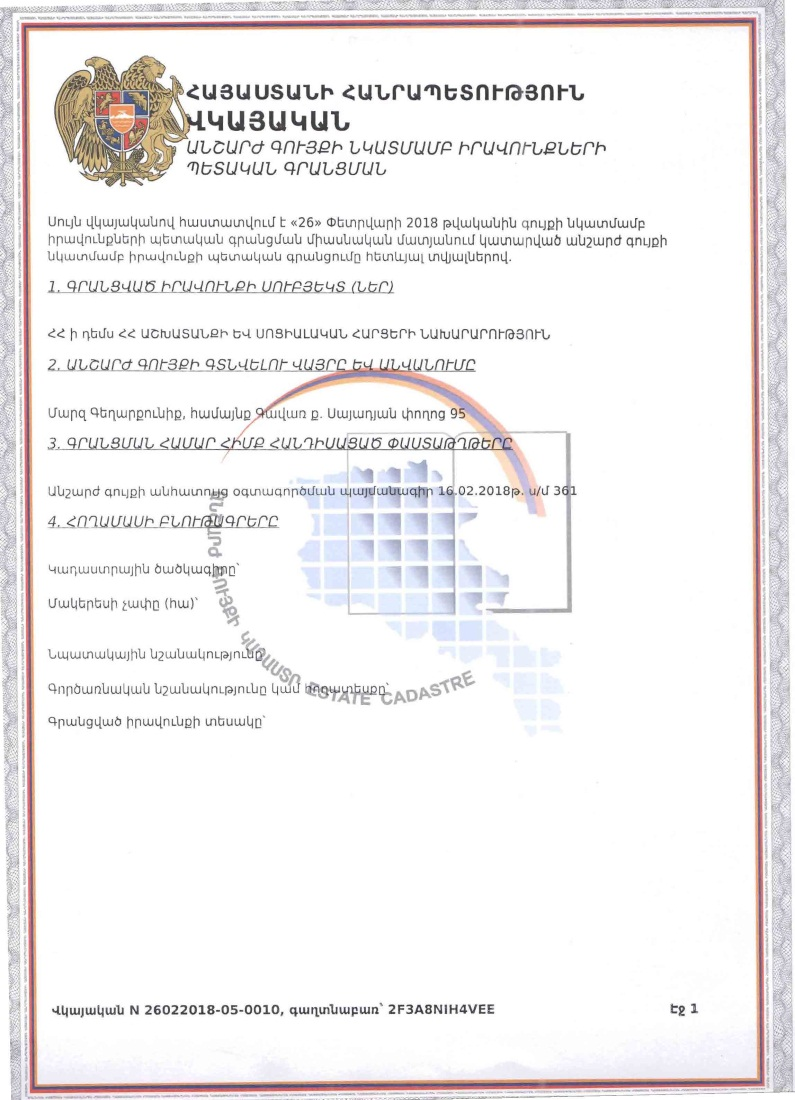 ՀԱՅԱՍՏԱՆԻ ՀԱՆՐԱՊԵՏՈՒԹՅՈՒՆ
ՎԿԱՅԱԿԱՆ
ԱՆՇԱՐԺ ԳՈՒՅՔԻ ՆԿԱՏՄԱՄԲ ԻՐԱՎՈՒՆՔՆԵՐԻ
ՊԵՏԱԿԱՆ ԳՐԱՆՑՄԱՆ
Սույն վկայականով հաստատվում է «26» Փետրվարի 2018 թվականին գույքի նկատմամբ
իրավունքների պետական գրանցման միասնական մատյանում կատարված անշարժ գույքի
նկատմամբ իրավունքի պետական գրանցումը հետևյալ տվյալներով.
1. ԳՐԱՆՑՎԱԾ ԻՐԱՎՈՒՆՔԻ ՍՈՒԲՅԵԿՏ (ՆԵՐ)
ՀՀ ի դեմս ՀՀ ԱՇԽԱՏԱՆՔԻ ԵՎ ՍՈՑԻԱԼԱԿԱՆ ՀԱՐՑԵՐԻ ՆԱԽԱՐԱՐՈՒԹՅՈՒՆ
2. ԱՆՇԱՐԺ ԳՈՒՅՔԻ ԳՏՆՎԵԼՈՒ ՎԱՅՐԸ ԵՎ ԱՆՎԱՆՈՒՄԸ
Մարզ Գեղարքունիք, համայնք Գավառ ք. Սայադյան փողոց 95
3. ԳՐԱՆՑՄԱՆ ՀԱՄԱՐ ՀԻՄՔ ՀԱՆԴԻՍԱՑԱԾ ՓԱՍՏԱԹՂԹԵՐԸ
Անշարժ գույքի անհատույց օգտագործման պայմանագիր 16.02.2018թ. ս/մ 361
4. ՀՈՂԱՄԱՍԻ ԲՆՈՒԹԱԳՐԵՐԸ
Կադաստրային ծածկագիրը՝
Մակերեսի չափը (հա)՝
Նպատակային նշանակությունը
Գործառնական նշանակությունը կամ հողատեսքը՝
Գրանցված իրավունքի տեսակը՝
ԳՈՒՅՔԻ ԿԱԴԱՍՏՐ ESTATE CADASTRE
Վկայական N 26022018-05-0010, գաղտնաբառ՝ 2F3A8NIH4VEE
Էջ 1